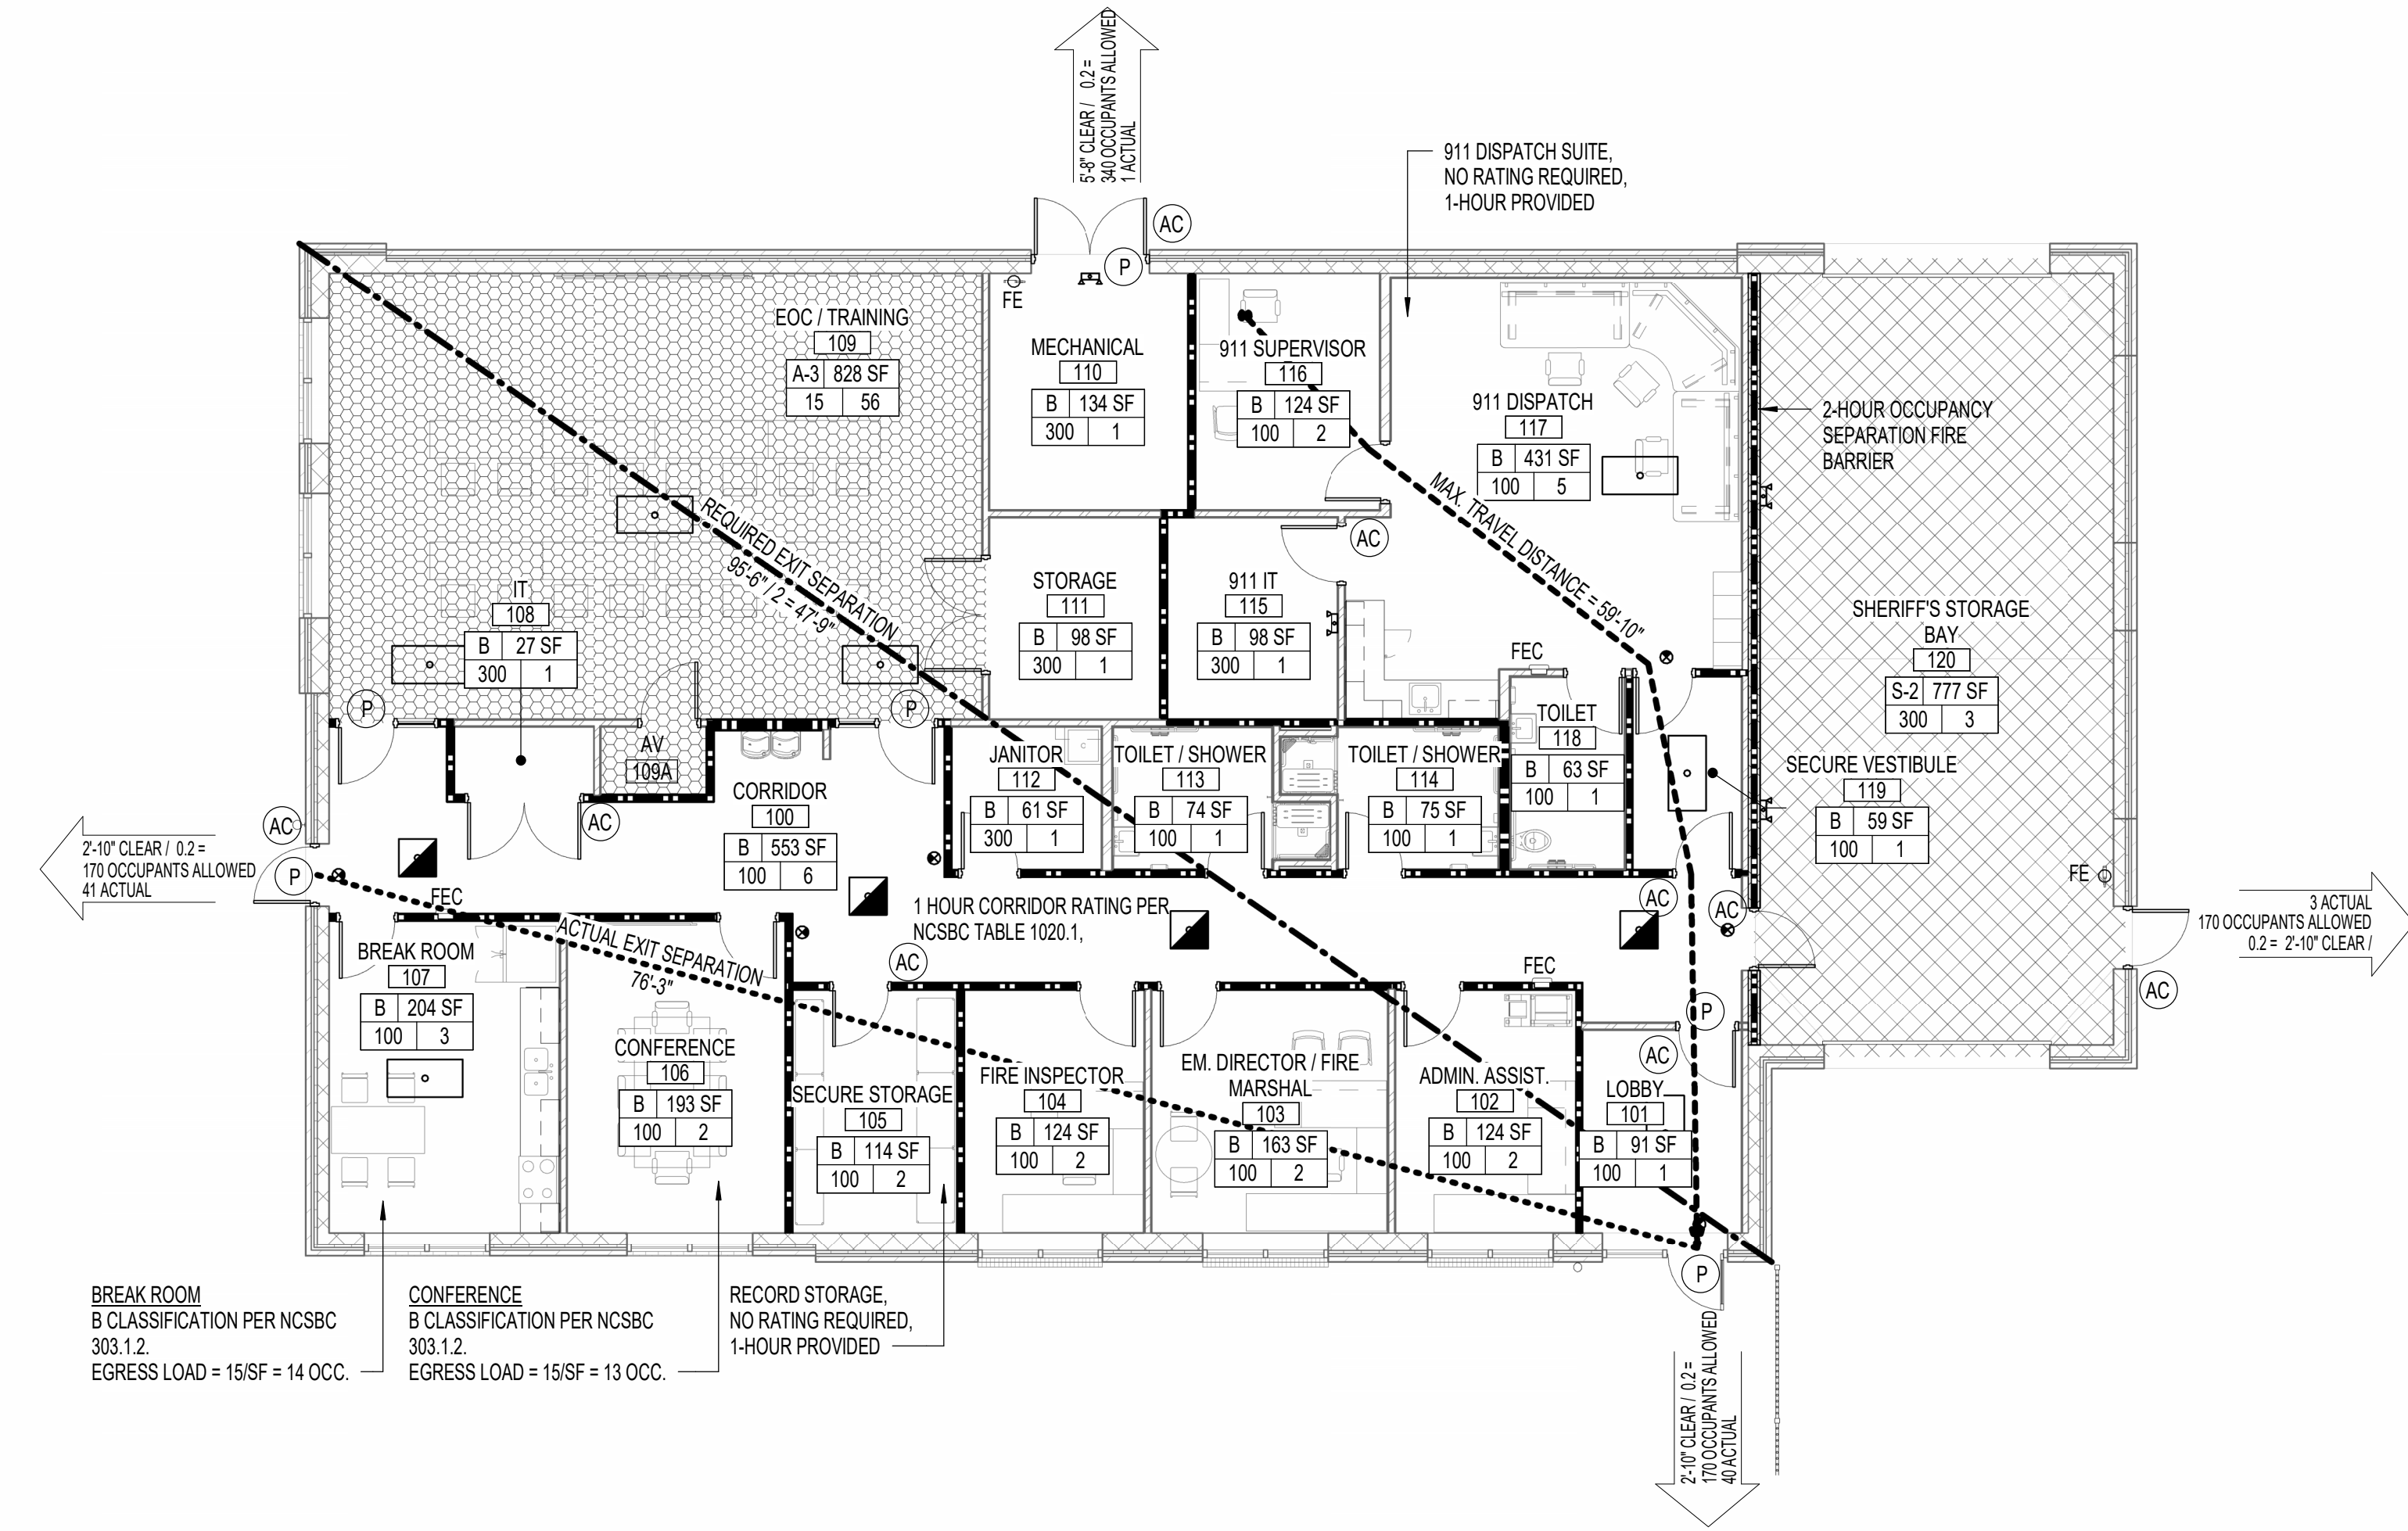 5'-8" CLEAR / 0.2 =
340 OCCUPANTS ALLOWED
1 ACTUAL
AC
P
FE
911 DISPATCH SUITE,
NO RATING REQUIRED,
1-HOUR PROVIDED
EOC / TRAINING
109
A-3 828 SF
15 56
MECHANICAL
110
B 134 SF
300 1
911 SUPERVISOR
116
B 124 SF
100 2
911 DISPATCH
117
B 431 SF
100 5
2-HOUR OCCUPANCY
SEPARATION FIRE
BARRIER
REQUIRED EXIT SEPARATION
95'-6" / 2 = 47'-9"
MAX. TRAVEL DISTANCE = 59'-10"
AC
IT
108
B 27 SF
300 1
STORAGE
111
B 98 SF
300 1
911 IT
115
B 98 SF
300 1
FEC
SHERIFF'S STORAGE
BAY
120
S-2 777 SF
300 3
P
P
AV
109A
CORRIDOR
100
B 553 SF
100 6
JANITOR
112
B 61 SF
300 1
TOILET / SHOWER
113
B 74 SF
100 1
TOILET / SHOWER
114
B 75 SF
100 1
TOILET
118
B 63 SF
100 1
SECURE VESTIBULE
119
B 59 SF
100 1
AC
AC
2'-10" CLEAR / 0.2 =
170 OCCUPANTS ALLOWED
41 ACTUAL
P
FEC
FE
AC
AC
1 HOUR CORRIDOR RATING PER
NCSBC TABLE 1020.1,
3 ACTUAL
170 OCCUPANTS ALLOWED
0.2 = 2'-10" CLEAR /
ACTUAL EXIT SEPARATION
76'-3"
AC
FEC
AC
P
AC
BREAK ROOM
107
B 204 SF
100 3
CONFERENCE
106
B 193 SF
100 2
SECURE STORAGE
105
B 114 SF
100 2
FIRE INSPECTOR
104
B 124 SF
100 2
EM. DIRECTOR / FIRE
MARSHAL
103
B 163 SF
100 2
ADMIN. ASSIST.
102
B 124 SF
100 2
LOBBY
101
B 91 SF
100 1
P
BREAK ROOM
B CLASSIFICATION PER NCSBC
303.1.2.
EGRESS LOAD = 15/SF = 14 OCC.
CONFERENCE
B CLASSIFICATION PER NCSBC
303.1.2.
EGRESS LOAD = 15/SF = 13 OCC.
RECORD STORAGE,
NO RATING REQUIRED,
1-HOUR PROVIDED
2'-10" CLEAR / 0.2 =
170 OCCUPANTS ALLOWED
40 ACTUAL